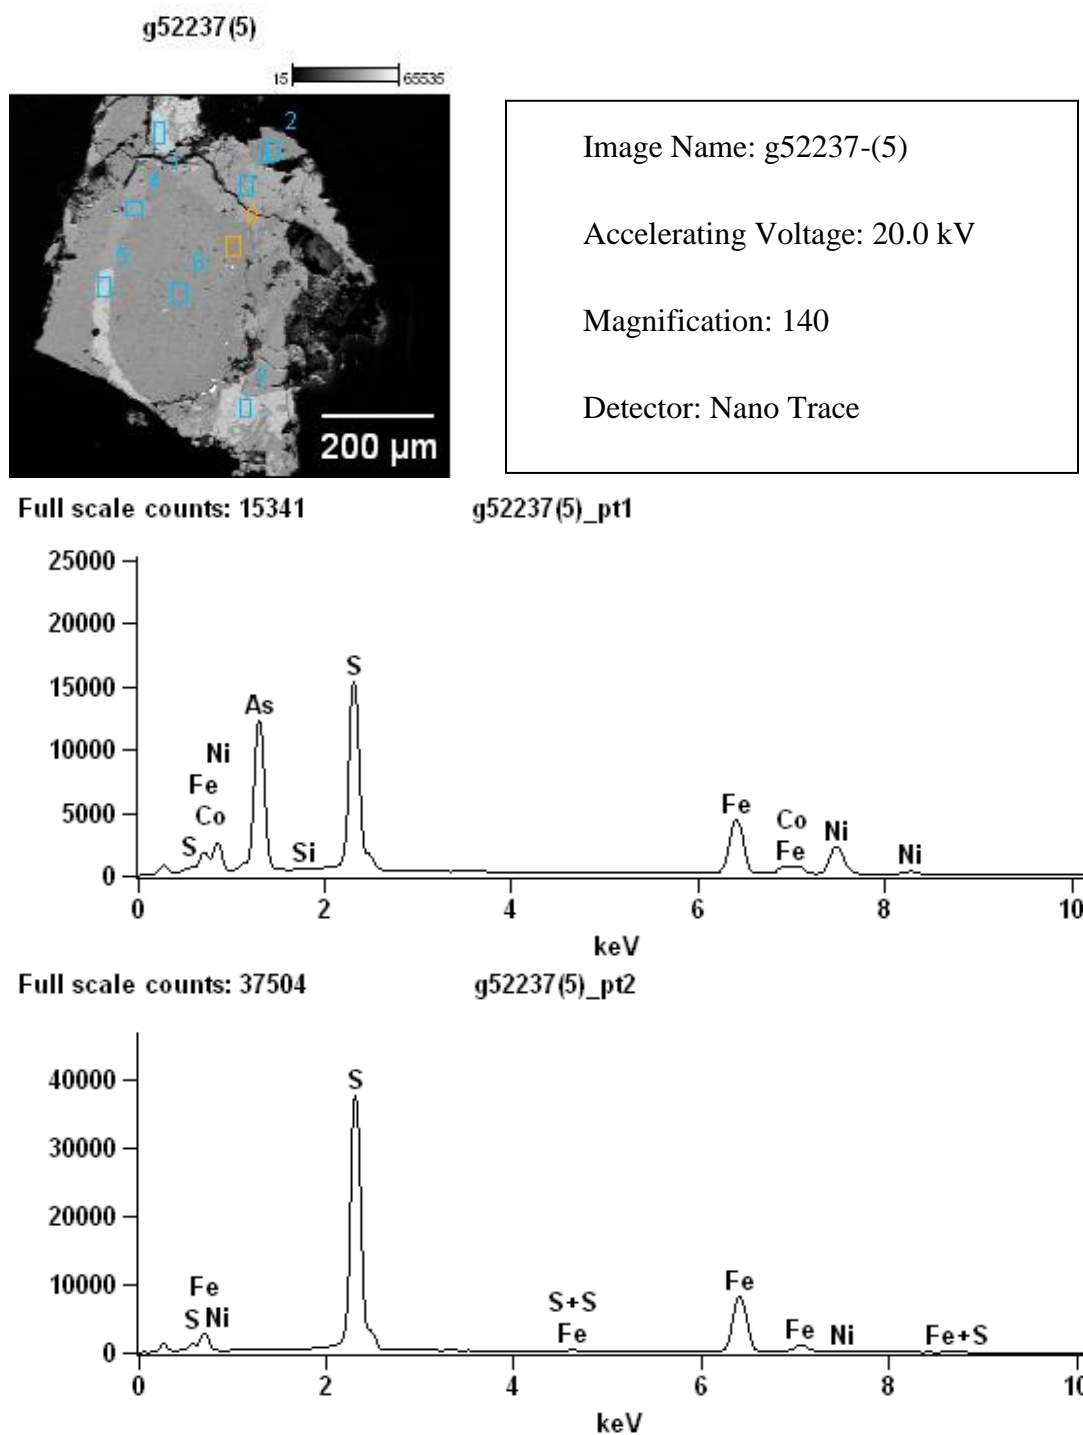 g52237(5)
15 65535
2
1
4
5 6
7
200 µm
Image Name: g52237-(5)
Accelerating Voltage: 20.0 kV
Magnification: 140
Detector: Nano Trace
Full scale counts: 15341 g52237(5)_pt1
25000
20000
15000
10000
5000
0
S
As
Ni
Fe
Co
S
Si
Fe
Co
Fe
Ni
Ni
0 2 4 6 8 10
keV
Full scale counts: 37504 g52237(5)_pt2
40000
30000
20000
10000
0
S
Fe
S Ni
S+S
Fe
Fe
Fe Ni Fe+S
0 2 4 6 8 10
keV